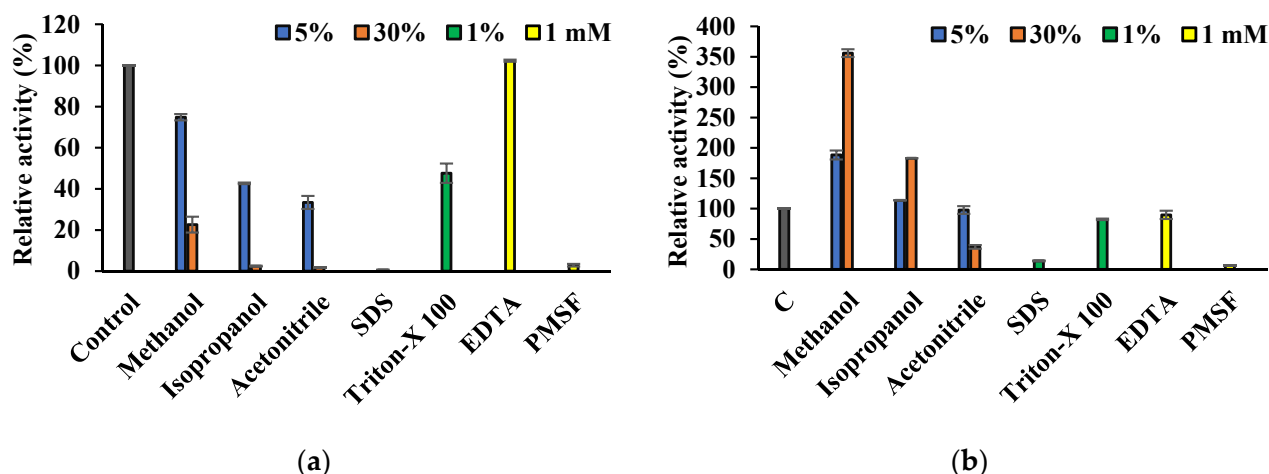 5% 30% 1% 1 mM
Relative activity (%)
120
100
80
60
40
20
0
Control
Methanol
Isopropanol
Acetonitrile
SDS
Triton-X 100
EDTA
PMSF
(a)
5% 30% 1% 1 mM
Relative activity (%)
400
350
300
250
200
150
100
50
0
C
Methanol
Isopropanol
Acetonitrile
SDS
Triton-X 100
EDTA
PMSF
(b)